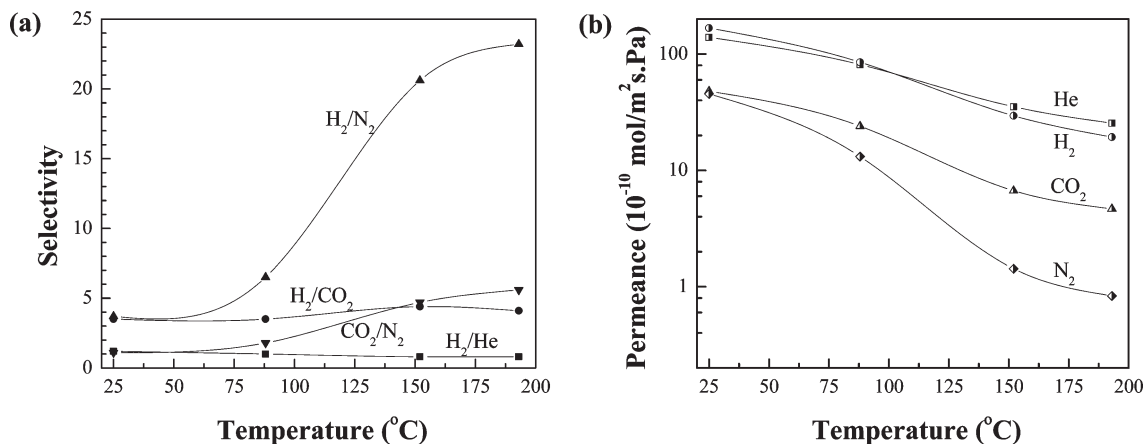 (a)
25
20
15
10
5
0
Selectivity
H₂/N₂
H₂/CO₂
CO₂/N₂
H₂/He
25 50 75 100 125 150 175 200
Temperature (°C)
(b)
100
10
1
Permeance (10⁻¹⁰ mol/m²s.Pa)
He
H₂
CO₂
N₂
25 50 75 100 125 150 175 200
Temperature (°C)